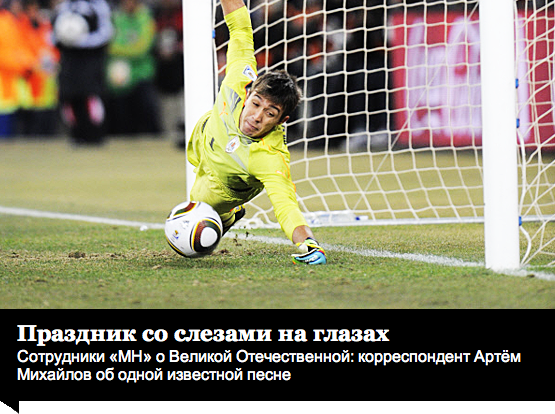 Праздник со слезами на глазах
Сотрудники «МН» о Великой Отечественной: корреспондент Артём
Михайлов об одной известной песне